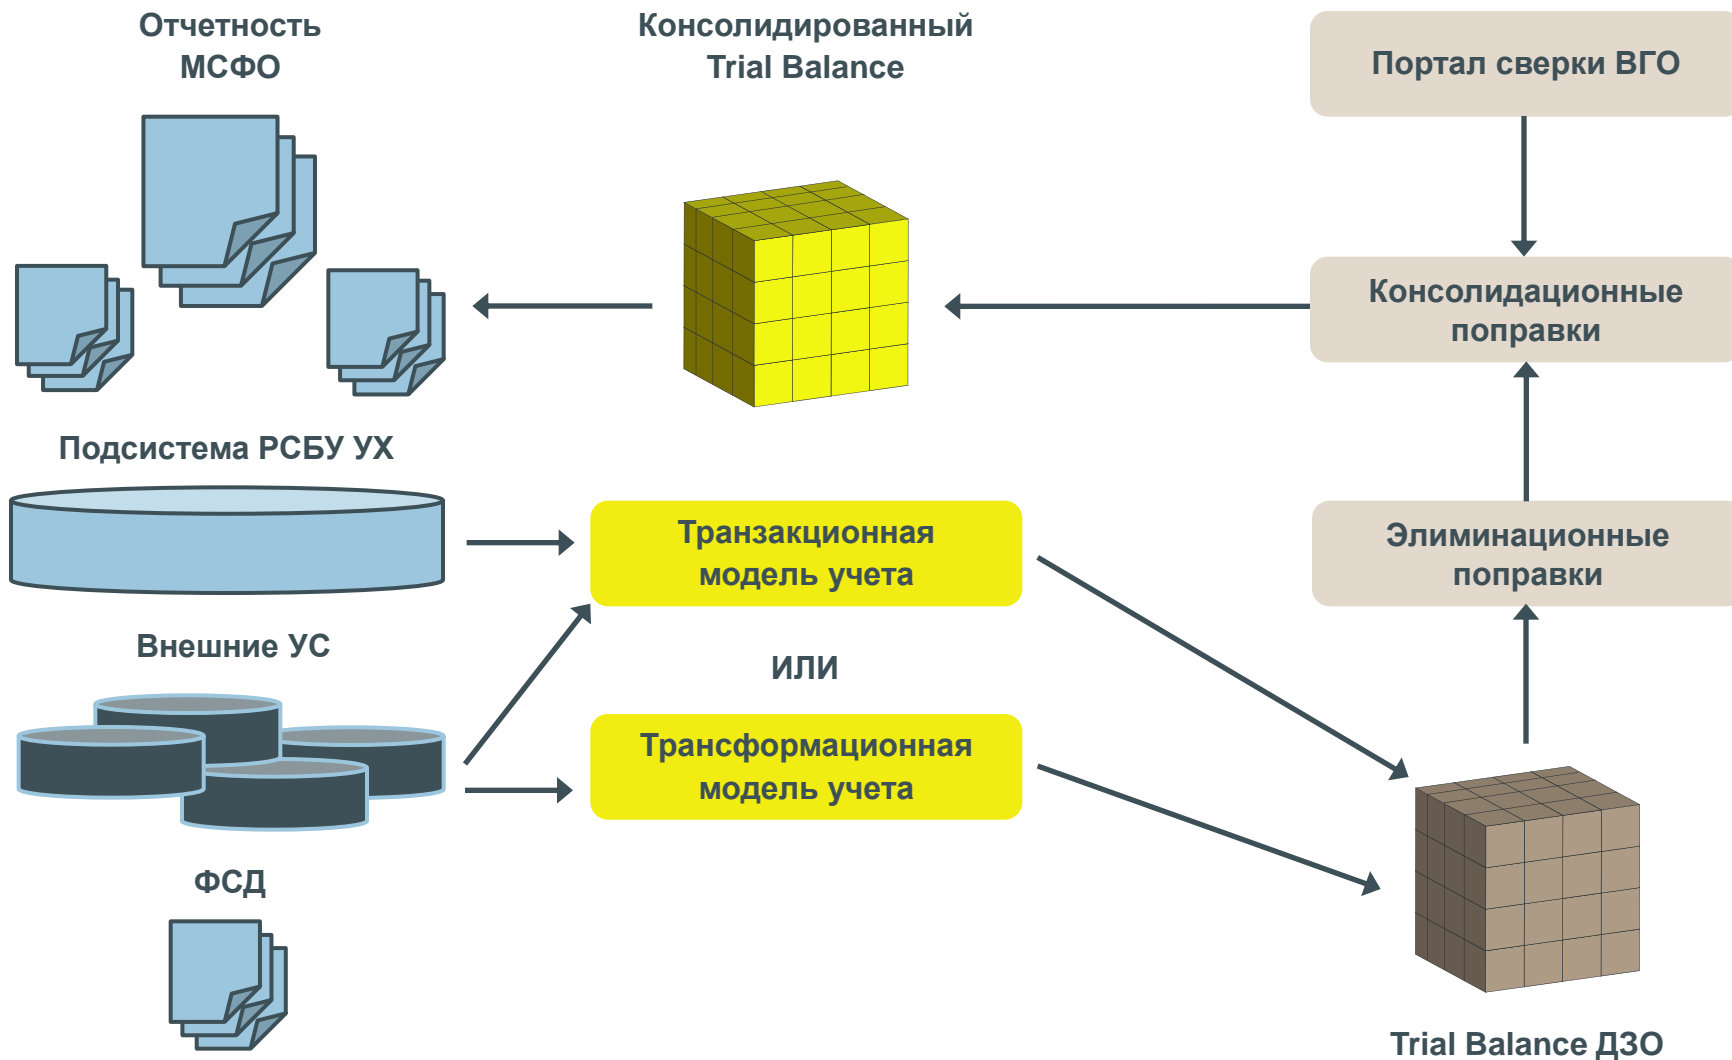 Отчетность
МСФО
Консолидированный
Trial Balance
Портал сверки ВГО
Консолидационные
поправки
Подсистема РСБУ УХ
Транзакционная
модель учета
Элиминационные
поправки
Внешние УС
ИЛИ
Трансформационная
модель учета
ФСД
Trial Balance ДЗО